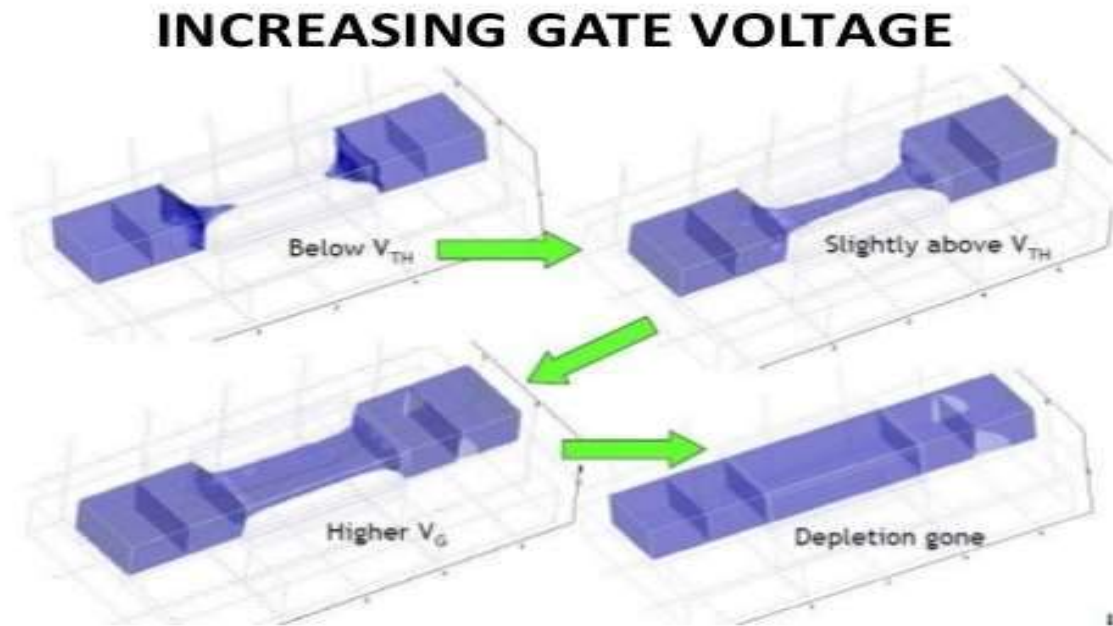 INCREASING GATE VOLTAGE
Below V_TH
Slightly above V_TH
Higher V_G
Depletion gone